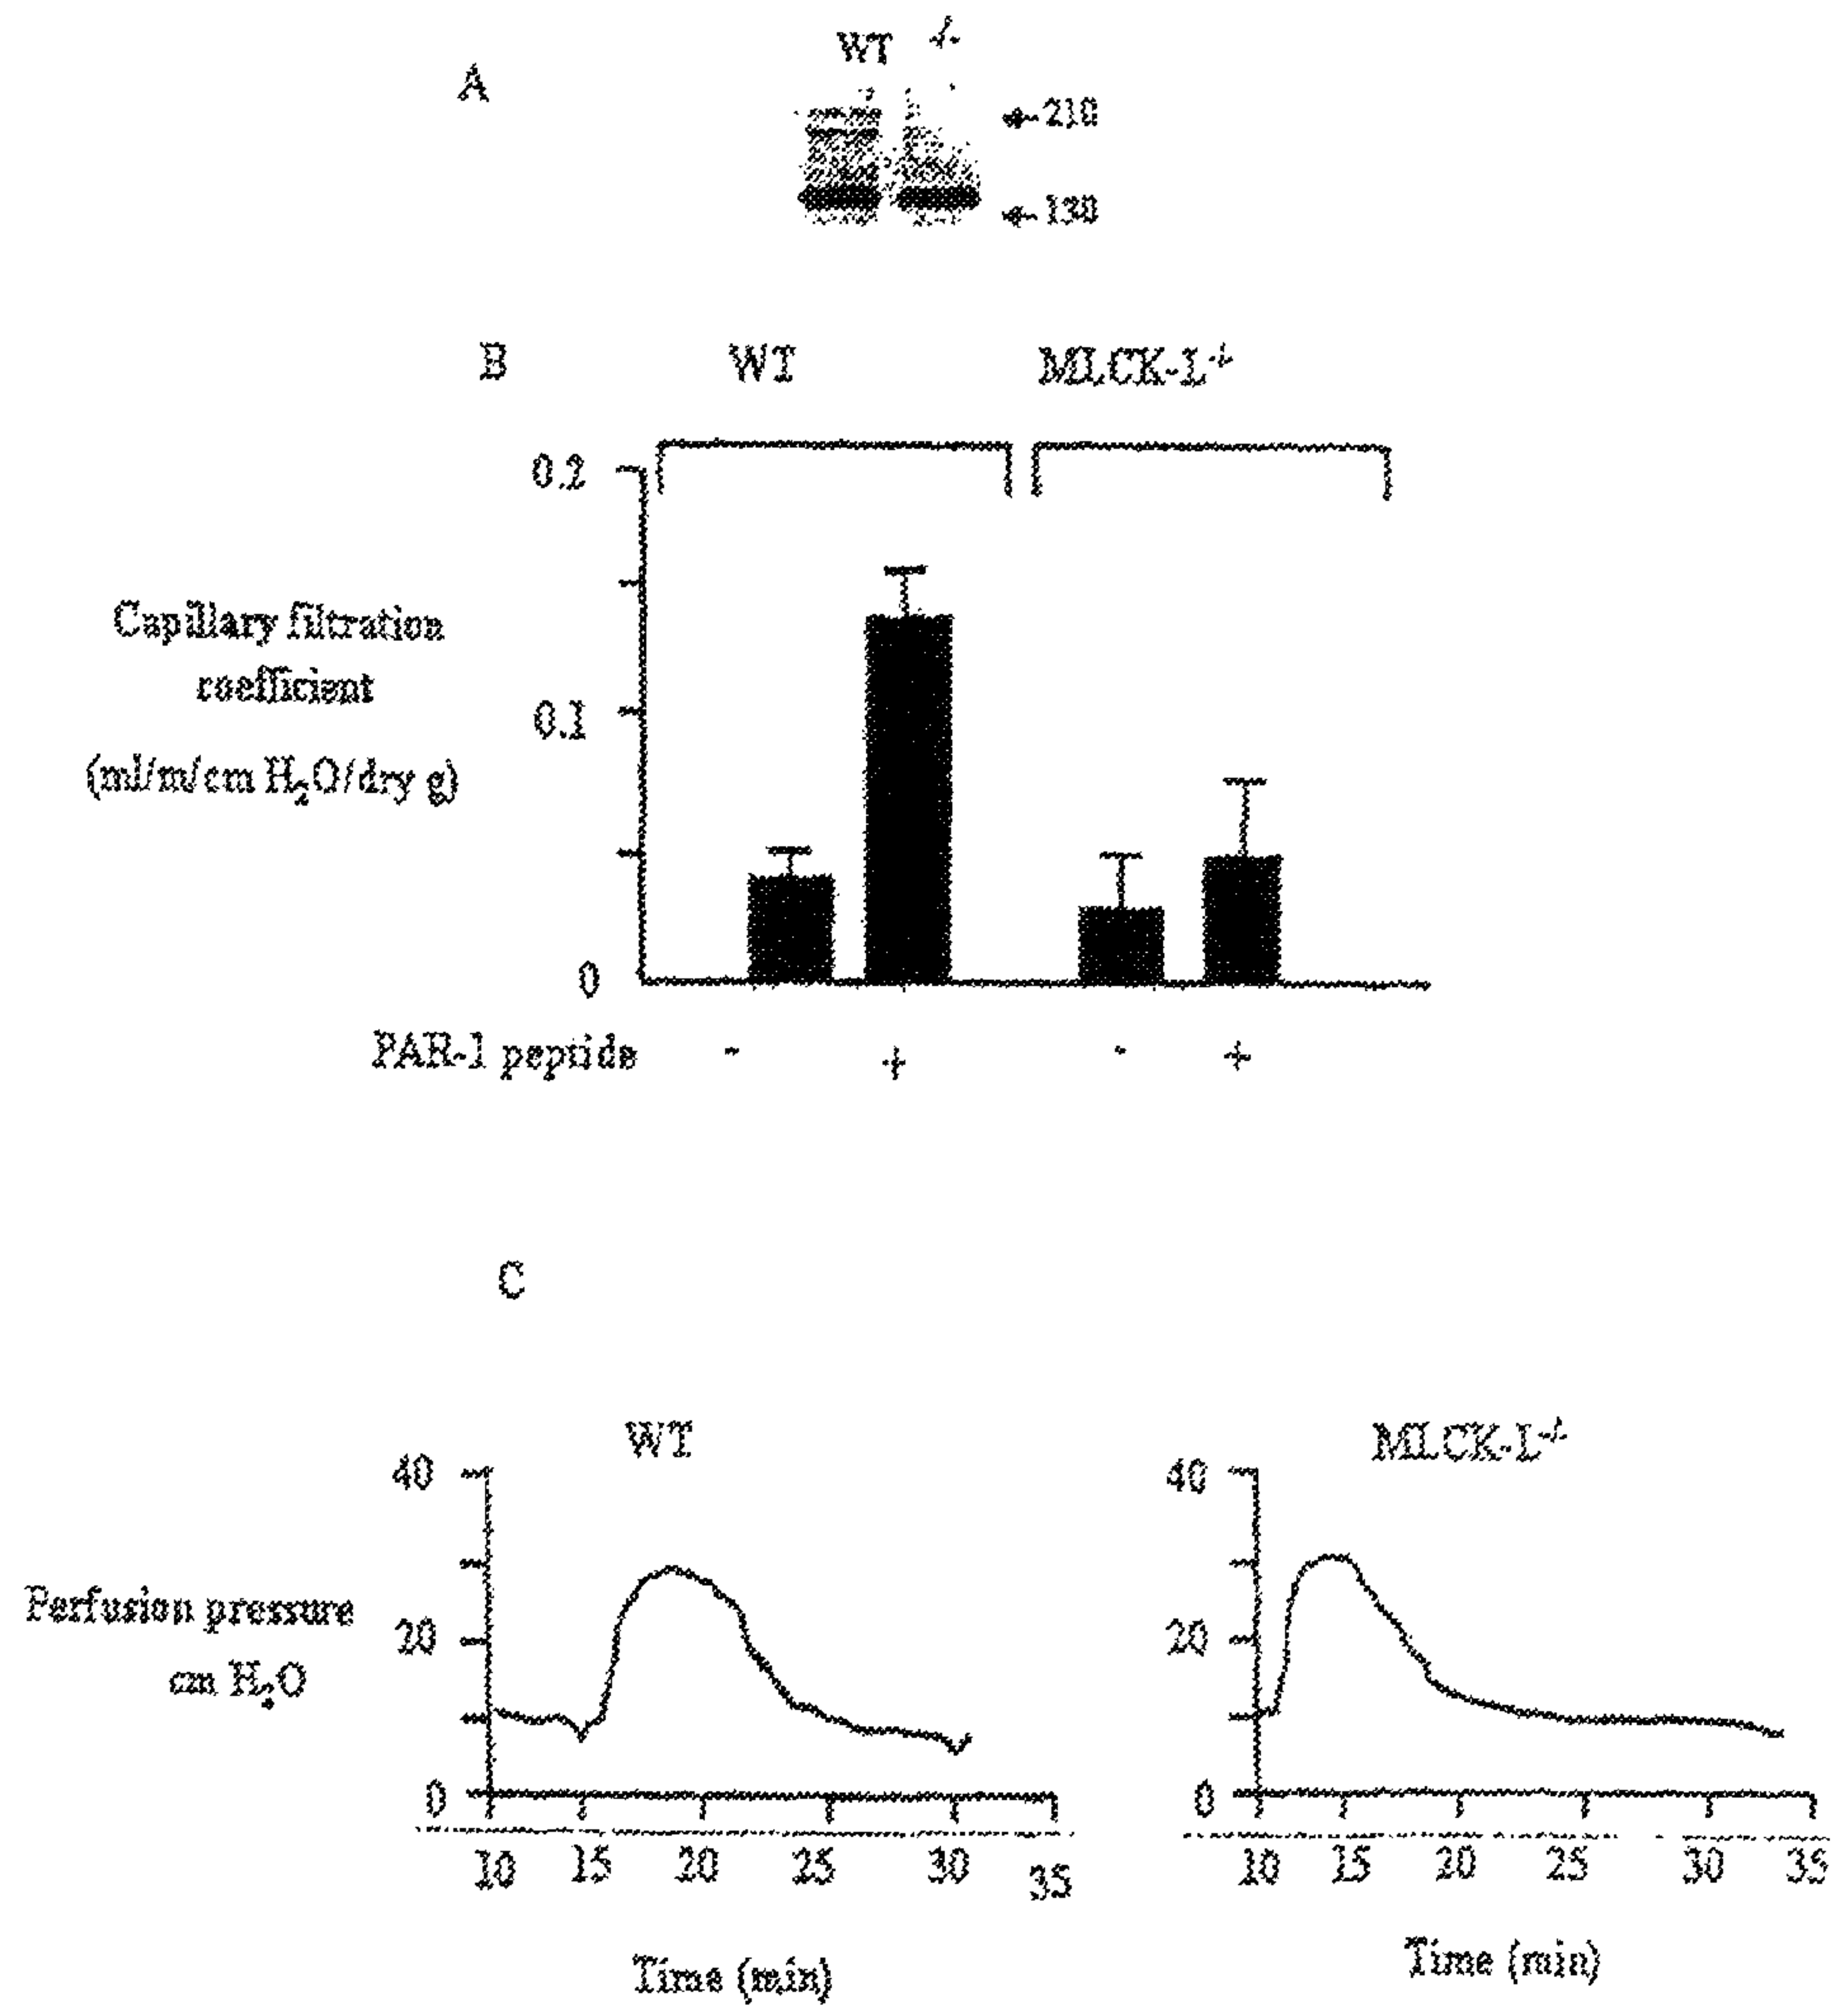 A
WT -/-
210
130
B
WT MLCK-L-/-
0.2
0.1
0
Capillary filtration
coefficient
(ml/m/cm H₂O/dry g)
PAR-1 peptide - + - +
C
WT
40
20
0
Perfusion pressure
cm H₂O
10 15 20 25 30 35
Time (min)
MLCK-L-/-
40
20
0
10 15 20 25 30 35
Time (min)